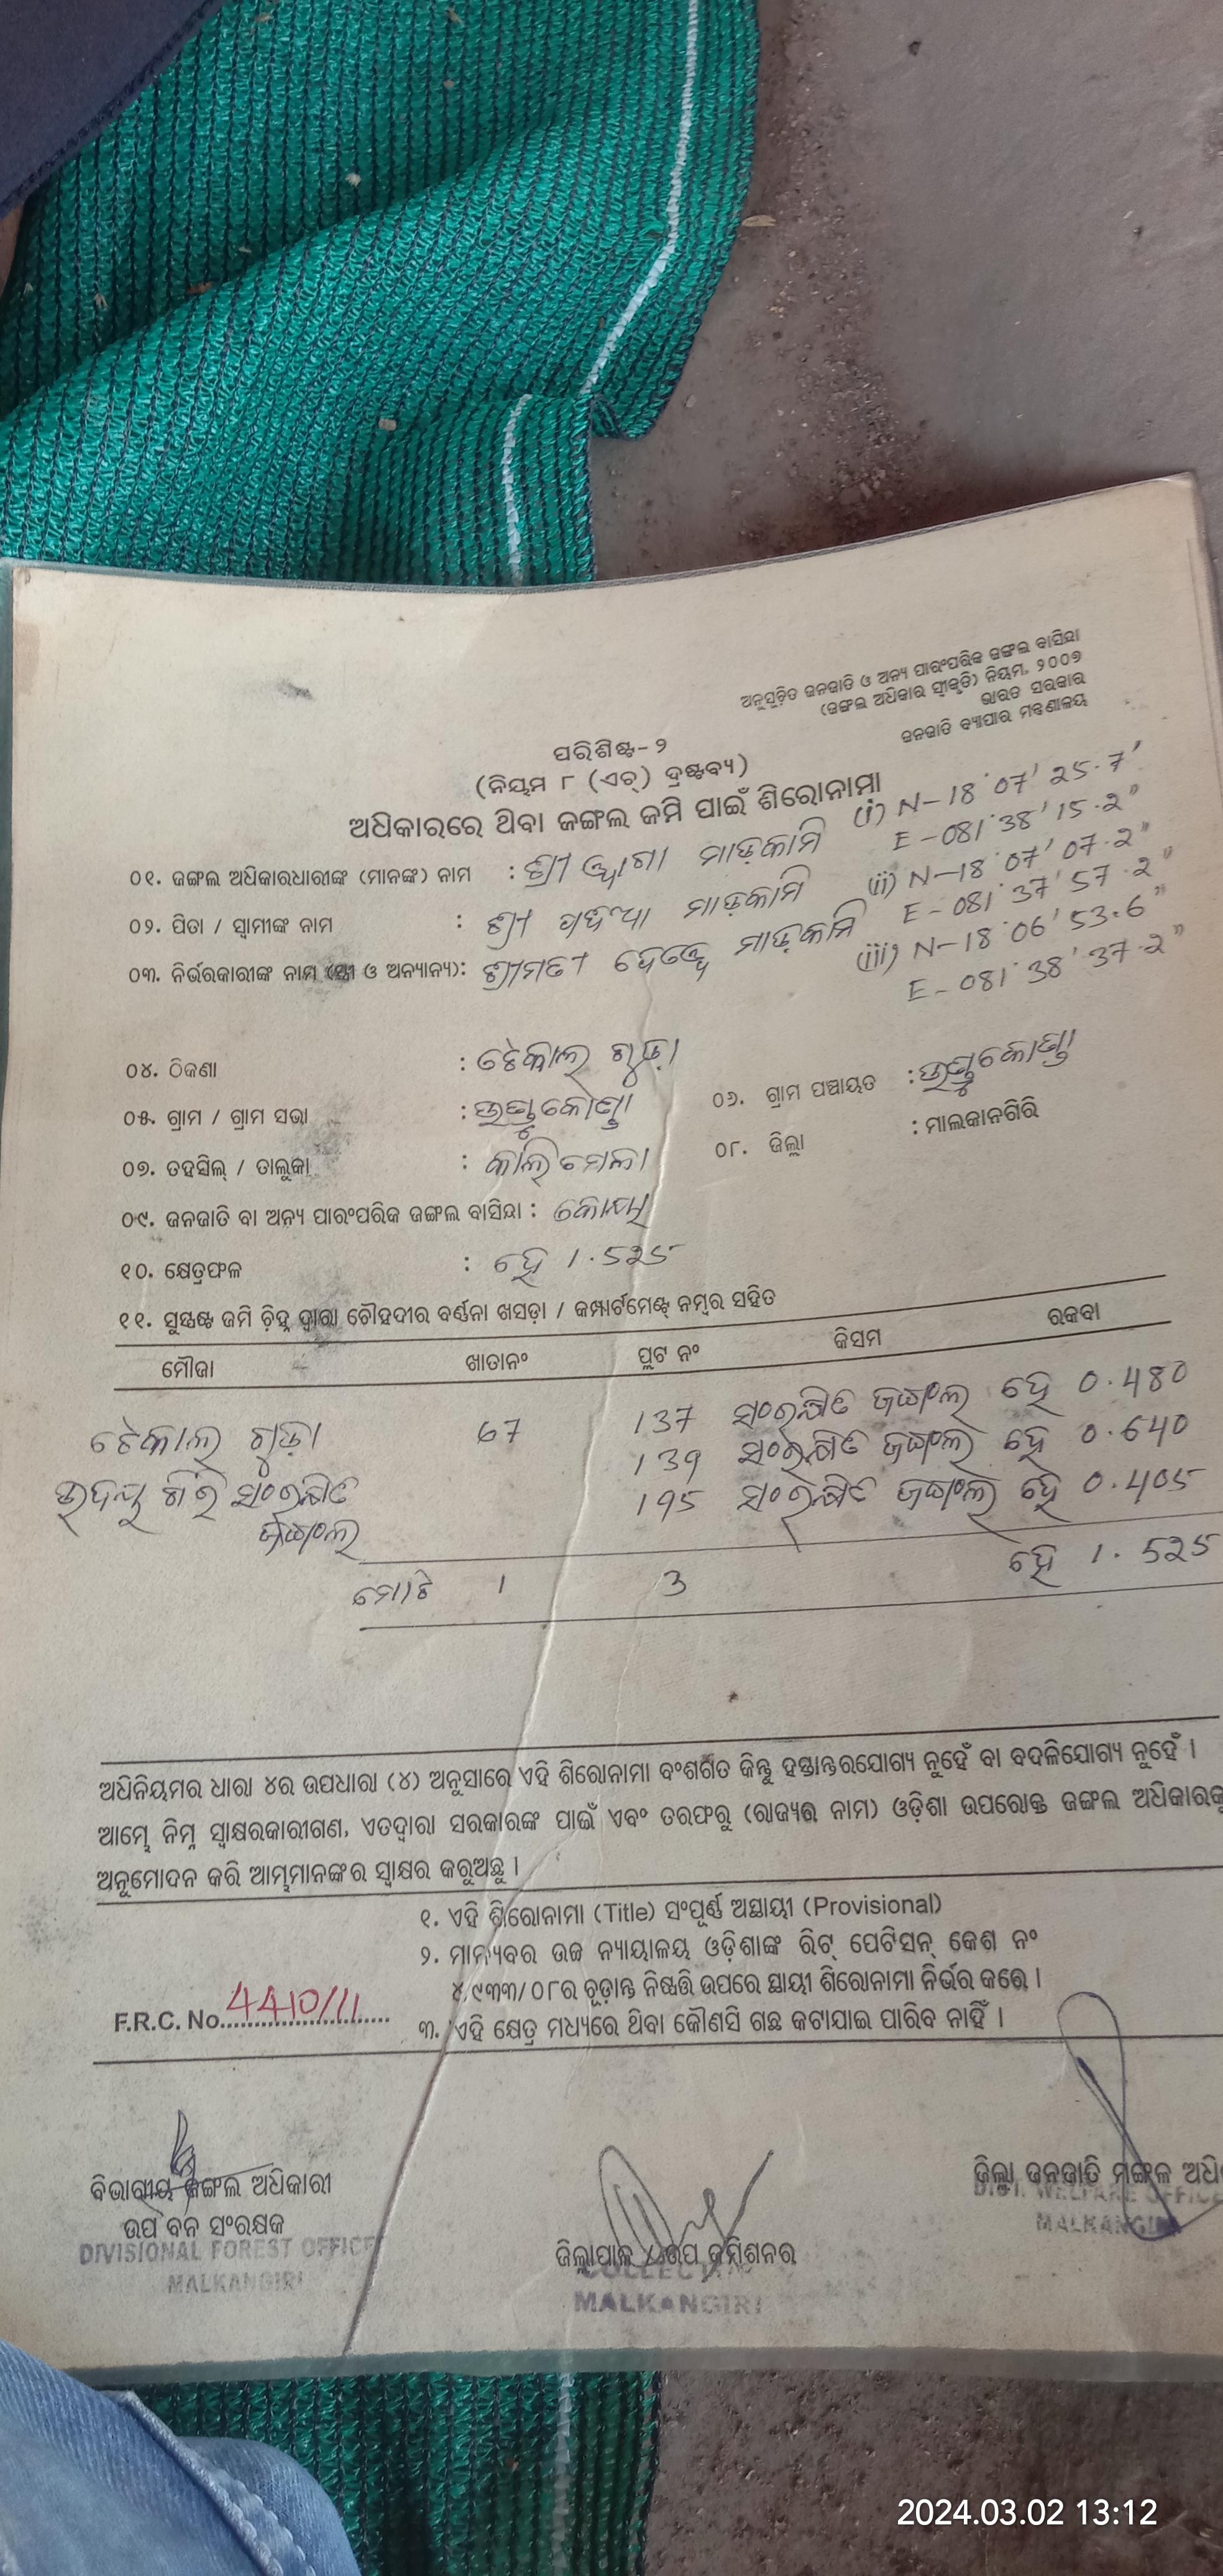 ଅନୁସୂଚିତ ଜନଜାତି ଓ ଅନ୍ୟ ପାରଂପରିକ ଜଙ୍ଗଲ ବାସିନ୍ଦା
(ଜଙ୍ଗଲ ଅଧିକାର ସ୍ୱୀକୃତି) ନିୟମ, ୨୦୦୭
ଭାରତ ସରକାର
ଜନଜାତି ବ୍ୟାପାର ମନ୍ତ୍ରଣାଳୟ
ପରିଶିଷ୍ଟ-୨
(ନିୟମ ୮ (ଏଚ୍) ଦ୍ରଷ୍ଟବ୍ୟ)
ଅଧିକାରରେ ଥିବା ଜଙ୍ଗଲ ଜମି ପାଇଁ ଶିରୋନାମା
(i) N-18°07'25.7'
E-081°38'15.2"
(ii) N-18°07'07.2"
E-081°37'57.2"
(iii) N-18°06'53.6"
E-081°38'37.2"
୦୧. ଜଙ୍ଗଲ ଅଧିକାରଧାରୀଙ୍କ (ମାନଙ୍କ) ନାମ : ଶ୍ରୀ ମାଡ଼କାମି
୦୨. ପିତା / ସ୍ୱାମୀଙ୍କ ନାମ : ଶ୍ରୀ ମାଡ଼କାମି
୦୩. ନିର୍ଭରକାରୀଙ୍କ ନାମ (ସ୍ତ୍ରୀ ଓ ଅନ୍ୟାନ୍ୟ): ଶ୍ରୀମତୀ ମାଡ଼କାମି
୦୪. ଠିକଣା : ଟେକାଲ ଗୁଡ଼ା
୦୫. ଗ୍ରାମ / ଗ୍ରାମ ସଭା :
୦୬. ଗ୍ରାମ ପଞ୍ଚାୟତ :
୦୭. ତହସିଲ୍ / ତାଲୁକା : କାଲିମେଳା
୦୮. ଜିଲ୍ଲା : ମାଲକାନଗିରି
୦୯. ଜନଜାତି ବା ଅନ୍ୟ ପାରଂପରିକ ଜଙ୍ଗଲ ବାସିନ୍ଦା : କୋୟା
୧୦. କ୍ଷେତ୍ରଫଳ : ହେ 1.525
୧୧. ସୁସ୍ପଷ୍ଟ ଜମି ଚିହ୍ନ ଦ୍ୱାରା ଚୌହଦୀର ବର୍ଣ୍ଣନା ଖସଡ଼ା / କମ୍ପାର୍ଟମେଣ୍ଟ୍ ନମ୍ବର ସହିତ
ମୌଜା ଖାତାନଂ ପ୍ଲଟ ନଂ କିସମ ରକବା
ଟେକାଲ ଗୁଡ଼ା 67 137 ସଂରକ୍ଷିତ ଜଙ୍ଗଲ ହେ 0.480
139 ସଂରକ୍ଷିତ ଜଙ୍ଗଲ ହେ 0.640
ଗିରି ସଂରକ୍ଷିତ 195 ସଂରକ୍ଷିତ ଜଙ୍ଗଲ ହେ 0.405
ଜଙ୍ଗଲ
ମୋଟ 1 3 ହେ 1.525
ଅଧିନିୟମର ଧାରା ୪ର ଉପଧାରା (୪) ଅନୁସାରେ ଏହି ଶିରୋନାମା ବଂଶଗତ କିନ୍ତୁ ହସ୍ତାନ୍ତରଯୋଗ୍ୟ ନୁହେଁ ବା ବଦଳିଯୋଗ୍ୟ ନୁହେଁ ।
ଆମ୍ଭେ ନିମ୍ନ ସ୍ୱାକ୍ଷରକାରୀଗଣ, ଏତଦ୍ୱାରା ସରକାରଙ୍କ ପାଇଁ ଏବଂ ତରଫରୁ (ରାଜ୍ୟର ନାମ) ଓଡ଼ିଶା ଉପରୋକ୍ତ ଜଙ୍ଗଲ ଅଧିକାରକୁ
ଅନୁମୋଦନ କରି ଆମ୍ଭମାନଙ୍କର ସ୍ୱାକ୍ଷର କରୁଅଛୁ ।
୧. ଏହି ଶିରୋନାମା (Title) ସଂପୂର୍ଣ୍ଣ ଅସ୍ଥାୟୀ (Provisional)
୨. ମାନ୍ୟବର ଉଚ୍ଚ ନ୍ୟାୟାଳୟ ଓଡ଼ିଶାଙ୍କ ରିଟ୍ ପେଟିସନ୍ କେଶ ନଂ
୪୯୩୩/୦୮ର ଚୂଡ଼ାନ୍ତ ନିଷ୍ପତ୍ତି ଉପରେ ସ୍ଥାୟୀ ଶିରୋନାମା ନିର୍ଭର କରେ ।
F.R.C. No. 4410/11
୩. ଏହି କ୍ଷେତ୍ର ମଧ୍ୟରେ ଥିବା କୌଣସି ଗଛ କଟାଯାଇ ପାରିବ ନାହିଁ ।
ବିଭାଗୀୟ ଜଙ୍ଗଲ ଅଧିକାରୀ
ଉପ ବନ ସଂରକ୍ଷକ
DIVISIONAL FOREST OFFICE
MALKANGIRI
ଜିଲ୍ଲାପାଳ / ଉପ କମିଶନର
COLLECTOR
MALKANGIRI
ଜିଲ୍ଲା ଜନଜାତି ମଙ୍ଗଳ ଅଧି
DIST. WELFARE OFFICE
MALKANGIRI
2024.03.02 13:12